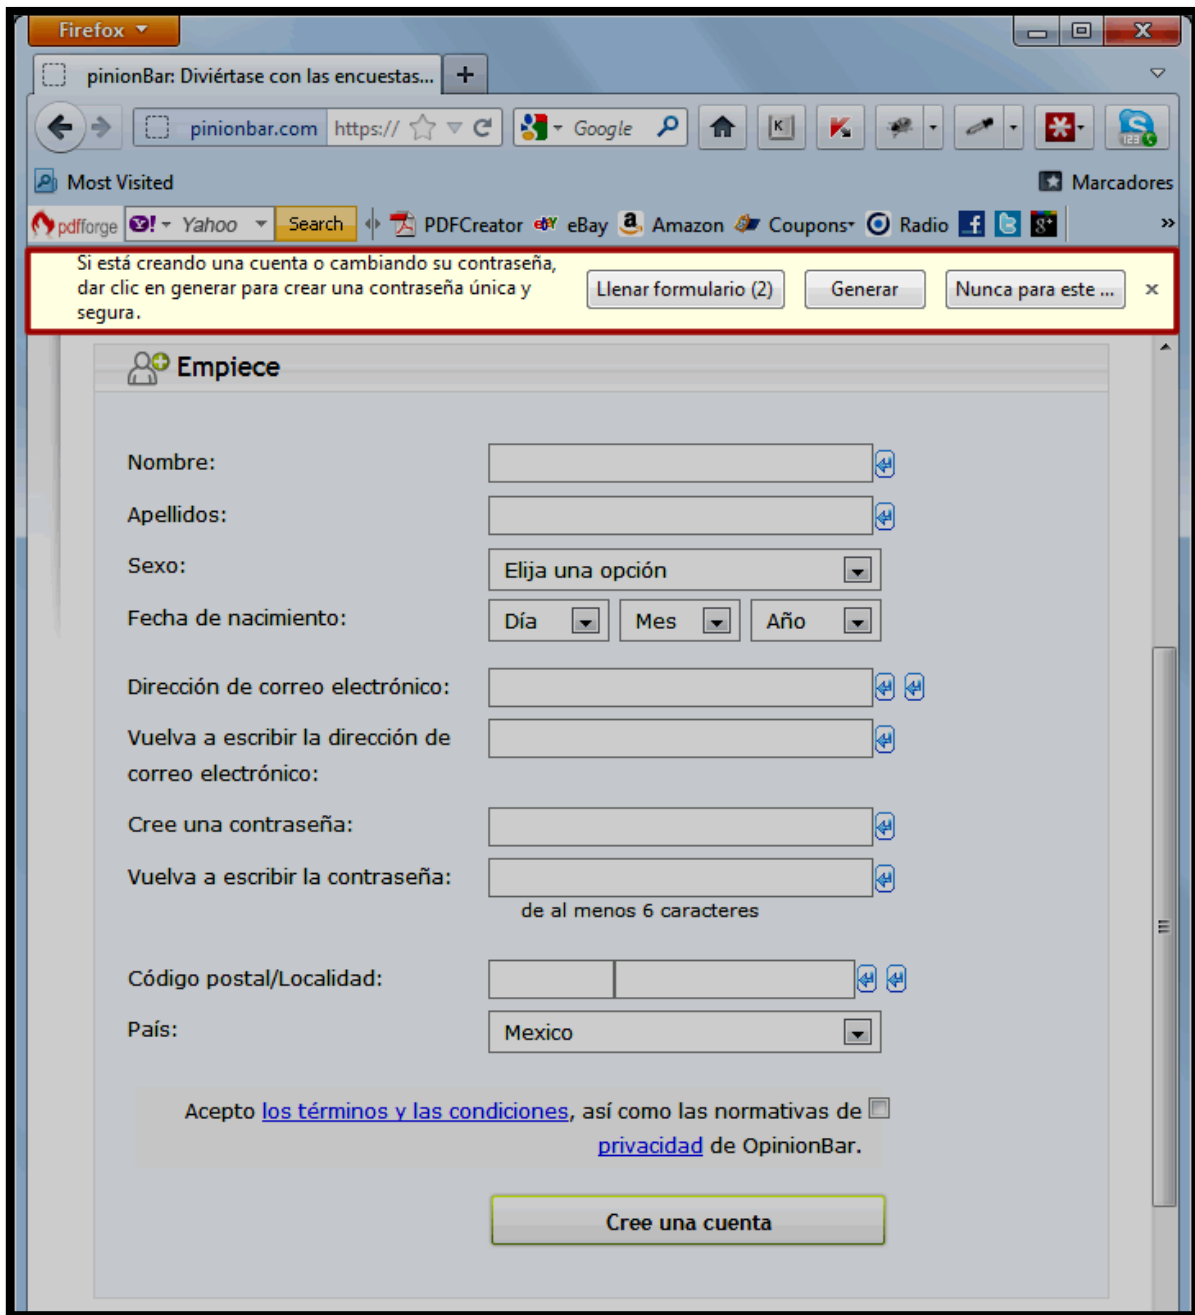 Firefox
pinionBar: Diviértase con las encuestas...
pinionbar.com https:// Google K K 123
Most Visited Marcadores
pdfforge Y! Yahoo Search PDFCreator eBay eBay a Amazon Coupons Radio f g+ »
Si está creando una cuenta o cambiando su contraseña,
dar clic en generar para crear una contraseña única y
segura.
Llenar formulario (2) Generar Nunca para este ... ×
Empiece
Nombre:
Apellidos:
Sexo: Elija una opción
Fecha de nacimiento: Día Mes Año
Dirección de correo electrónico:
Vuelva a escribir la dirección de
correo electrónico:
Cree una contraseña:
Vuelva a escribir la contraseña:
de al menos 6 caracteres
Código postal/Localidad:
País: Mexico
Acepto los términos y las condiciones, así como las normativas de
privacidad de OpinionBar.
Cree una cuenta